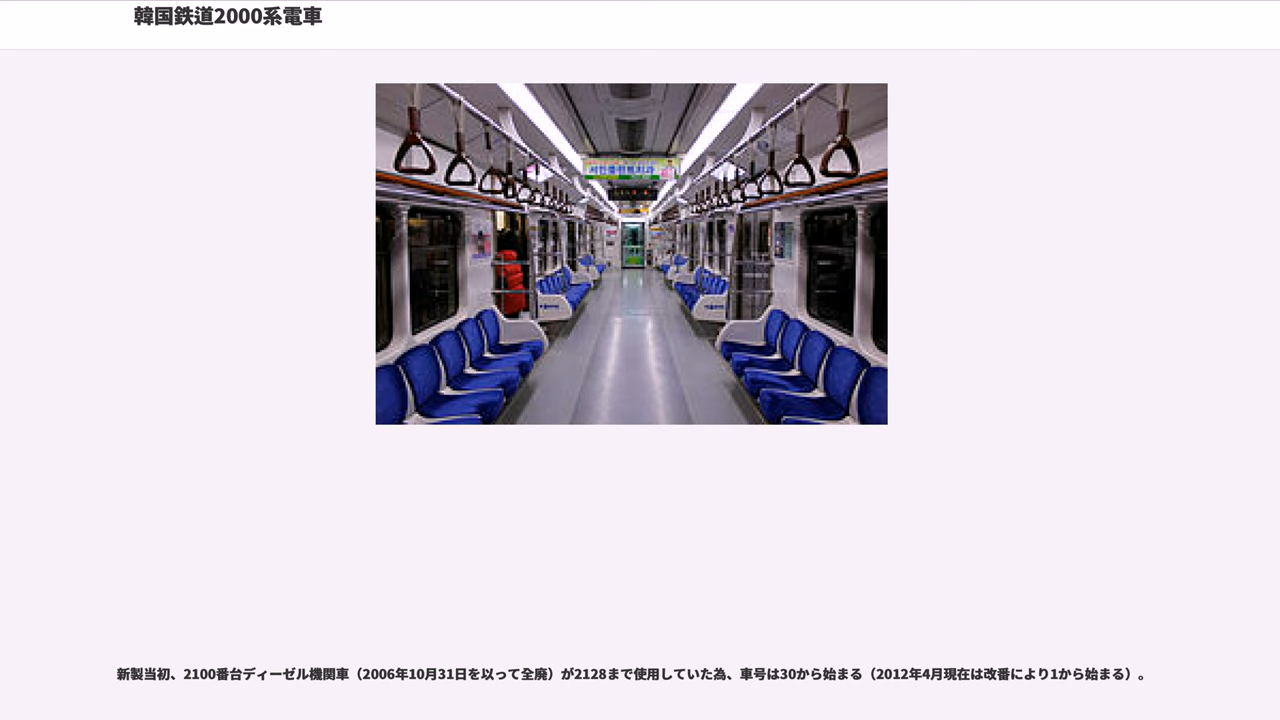 韓国鉄道2000系電車
新製当初、2100番台ディーゼル機関車（2006年10月31日を以って全廃）が2128まで使用していた為、車号は30から始まる（2012年4月現在は改番により1から始まる）。